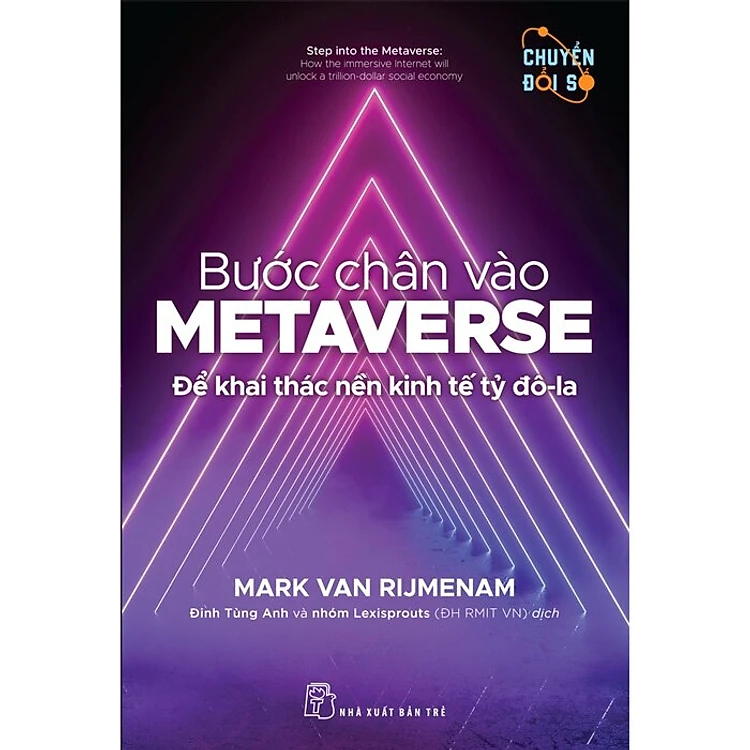 Step into the Metaverse:
How the immersive Internet will
unlock a trillion-dollar social economy
CHUYỂN
ĐỔI SỐ
Bước chân vào
METAVERSE
Để khai thác nền kinh tế tỷ đô-la
MARK VAN RIJMENAM
Đinh Tùng Anh và nhóm Lexisprouts (ĐH RMIT VN) dịch
T
NHÀ XUẤT BẢN TRẺ